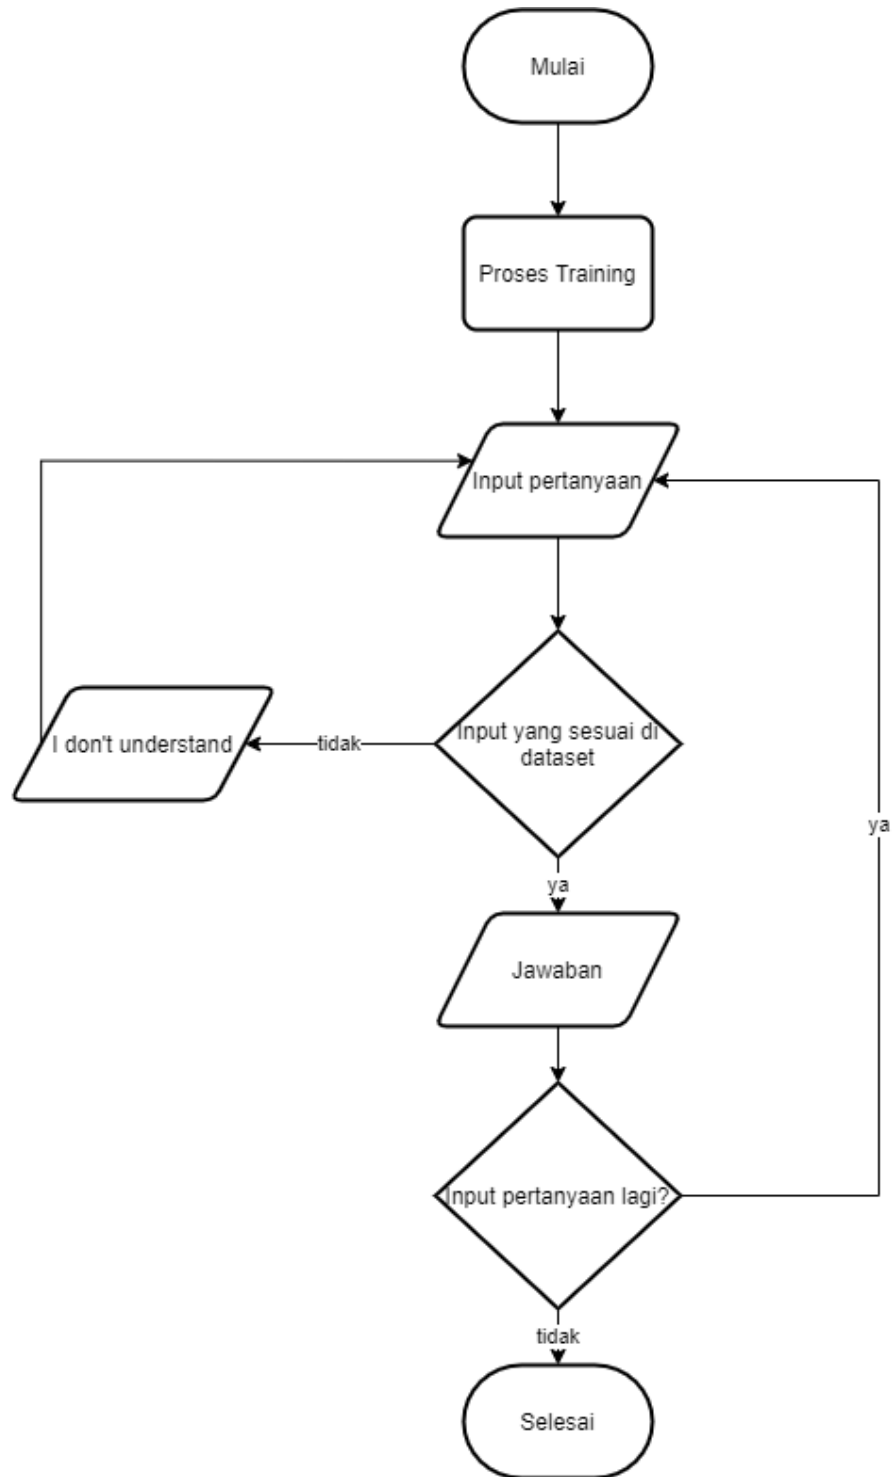 Mulai
Proses Training
Input pertanyaan
Input yang sesuai di
dataset
tidak
I don't understand
ya
Jawaban
Input pertanyaan lagi?
ya
tidak
Selesai